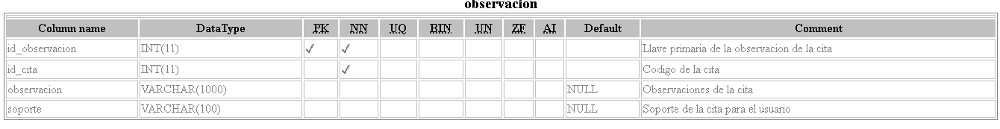 observacion
Column name DataType PK NN UQ BIN UN ZF AI Default Comment
id_observacion INT(11) ✓ ✓ Llave primaria de la observacion de la cita
id_cita INT(11) ✓ Codigo de la cita
observacion VARCHAR(1000) NULL Observaciones de la cita
soporte VARCHAR(100) NULL Soporte de la cita para el usuario